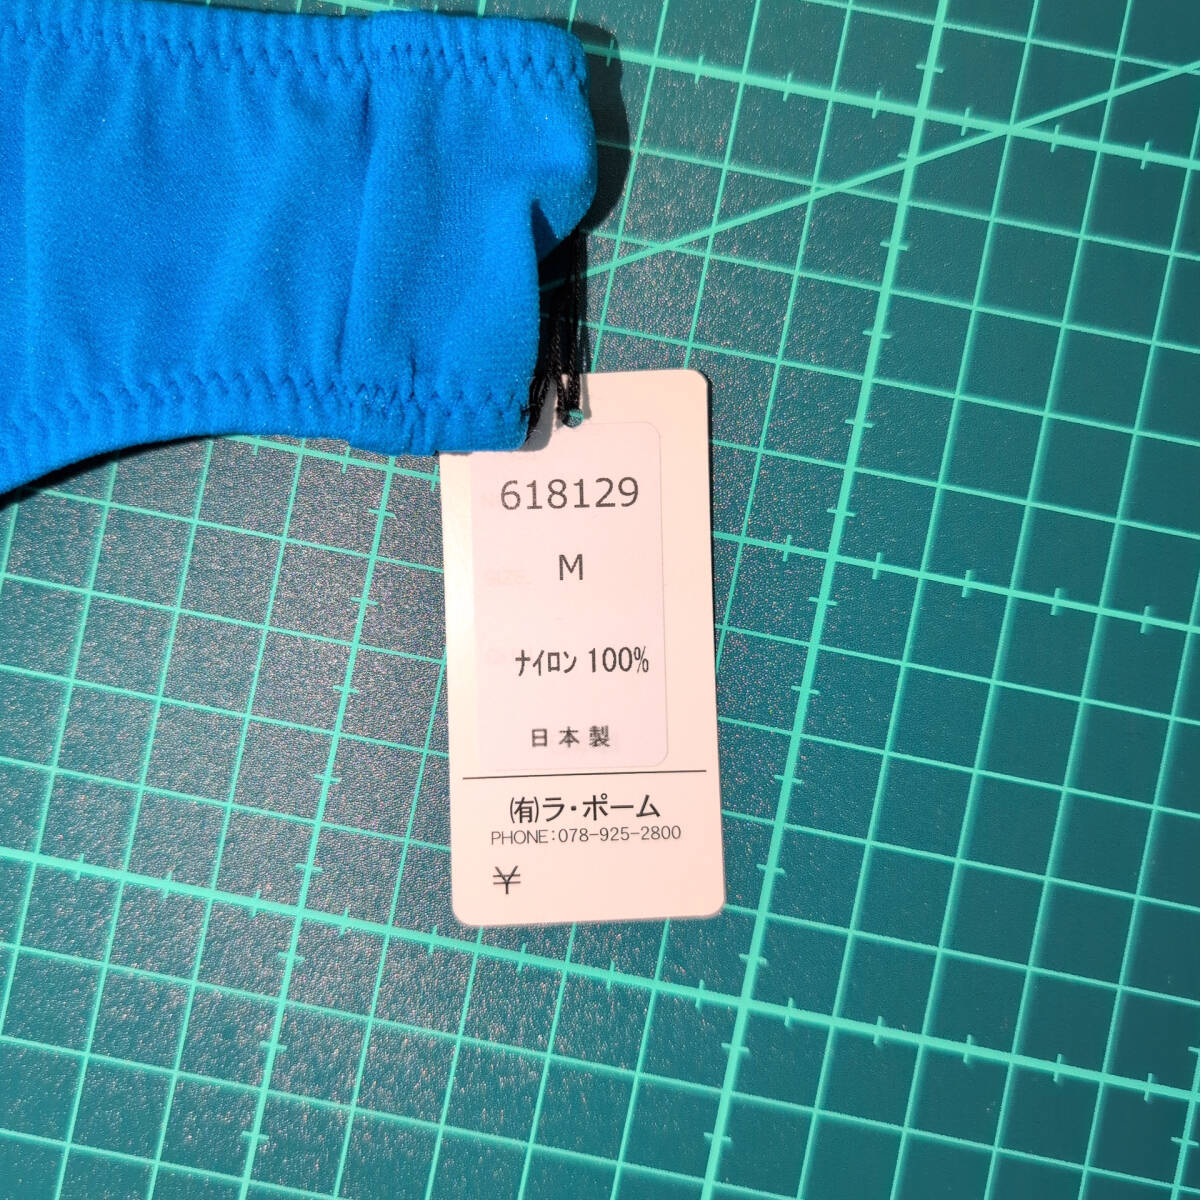 618129
M
ナイロン 100%
日本製
㈲ラ・ポーム
PHONE:078-925-2800
¥